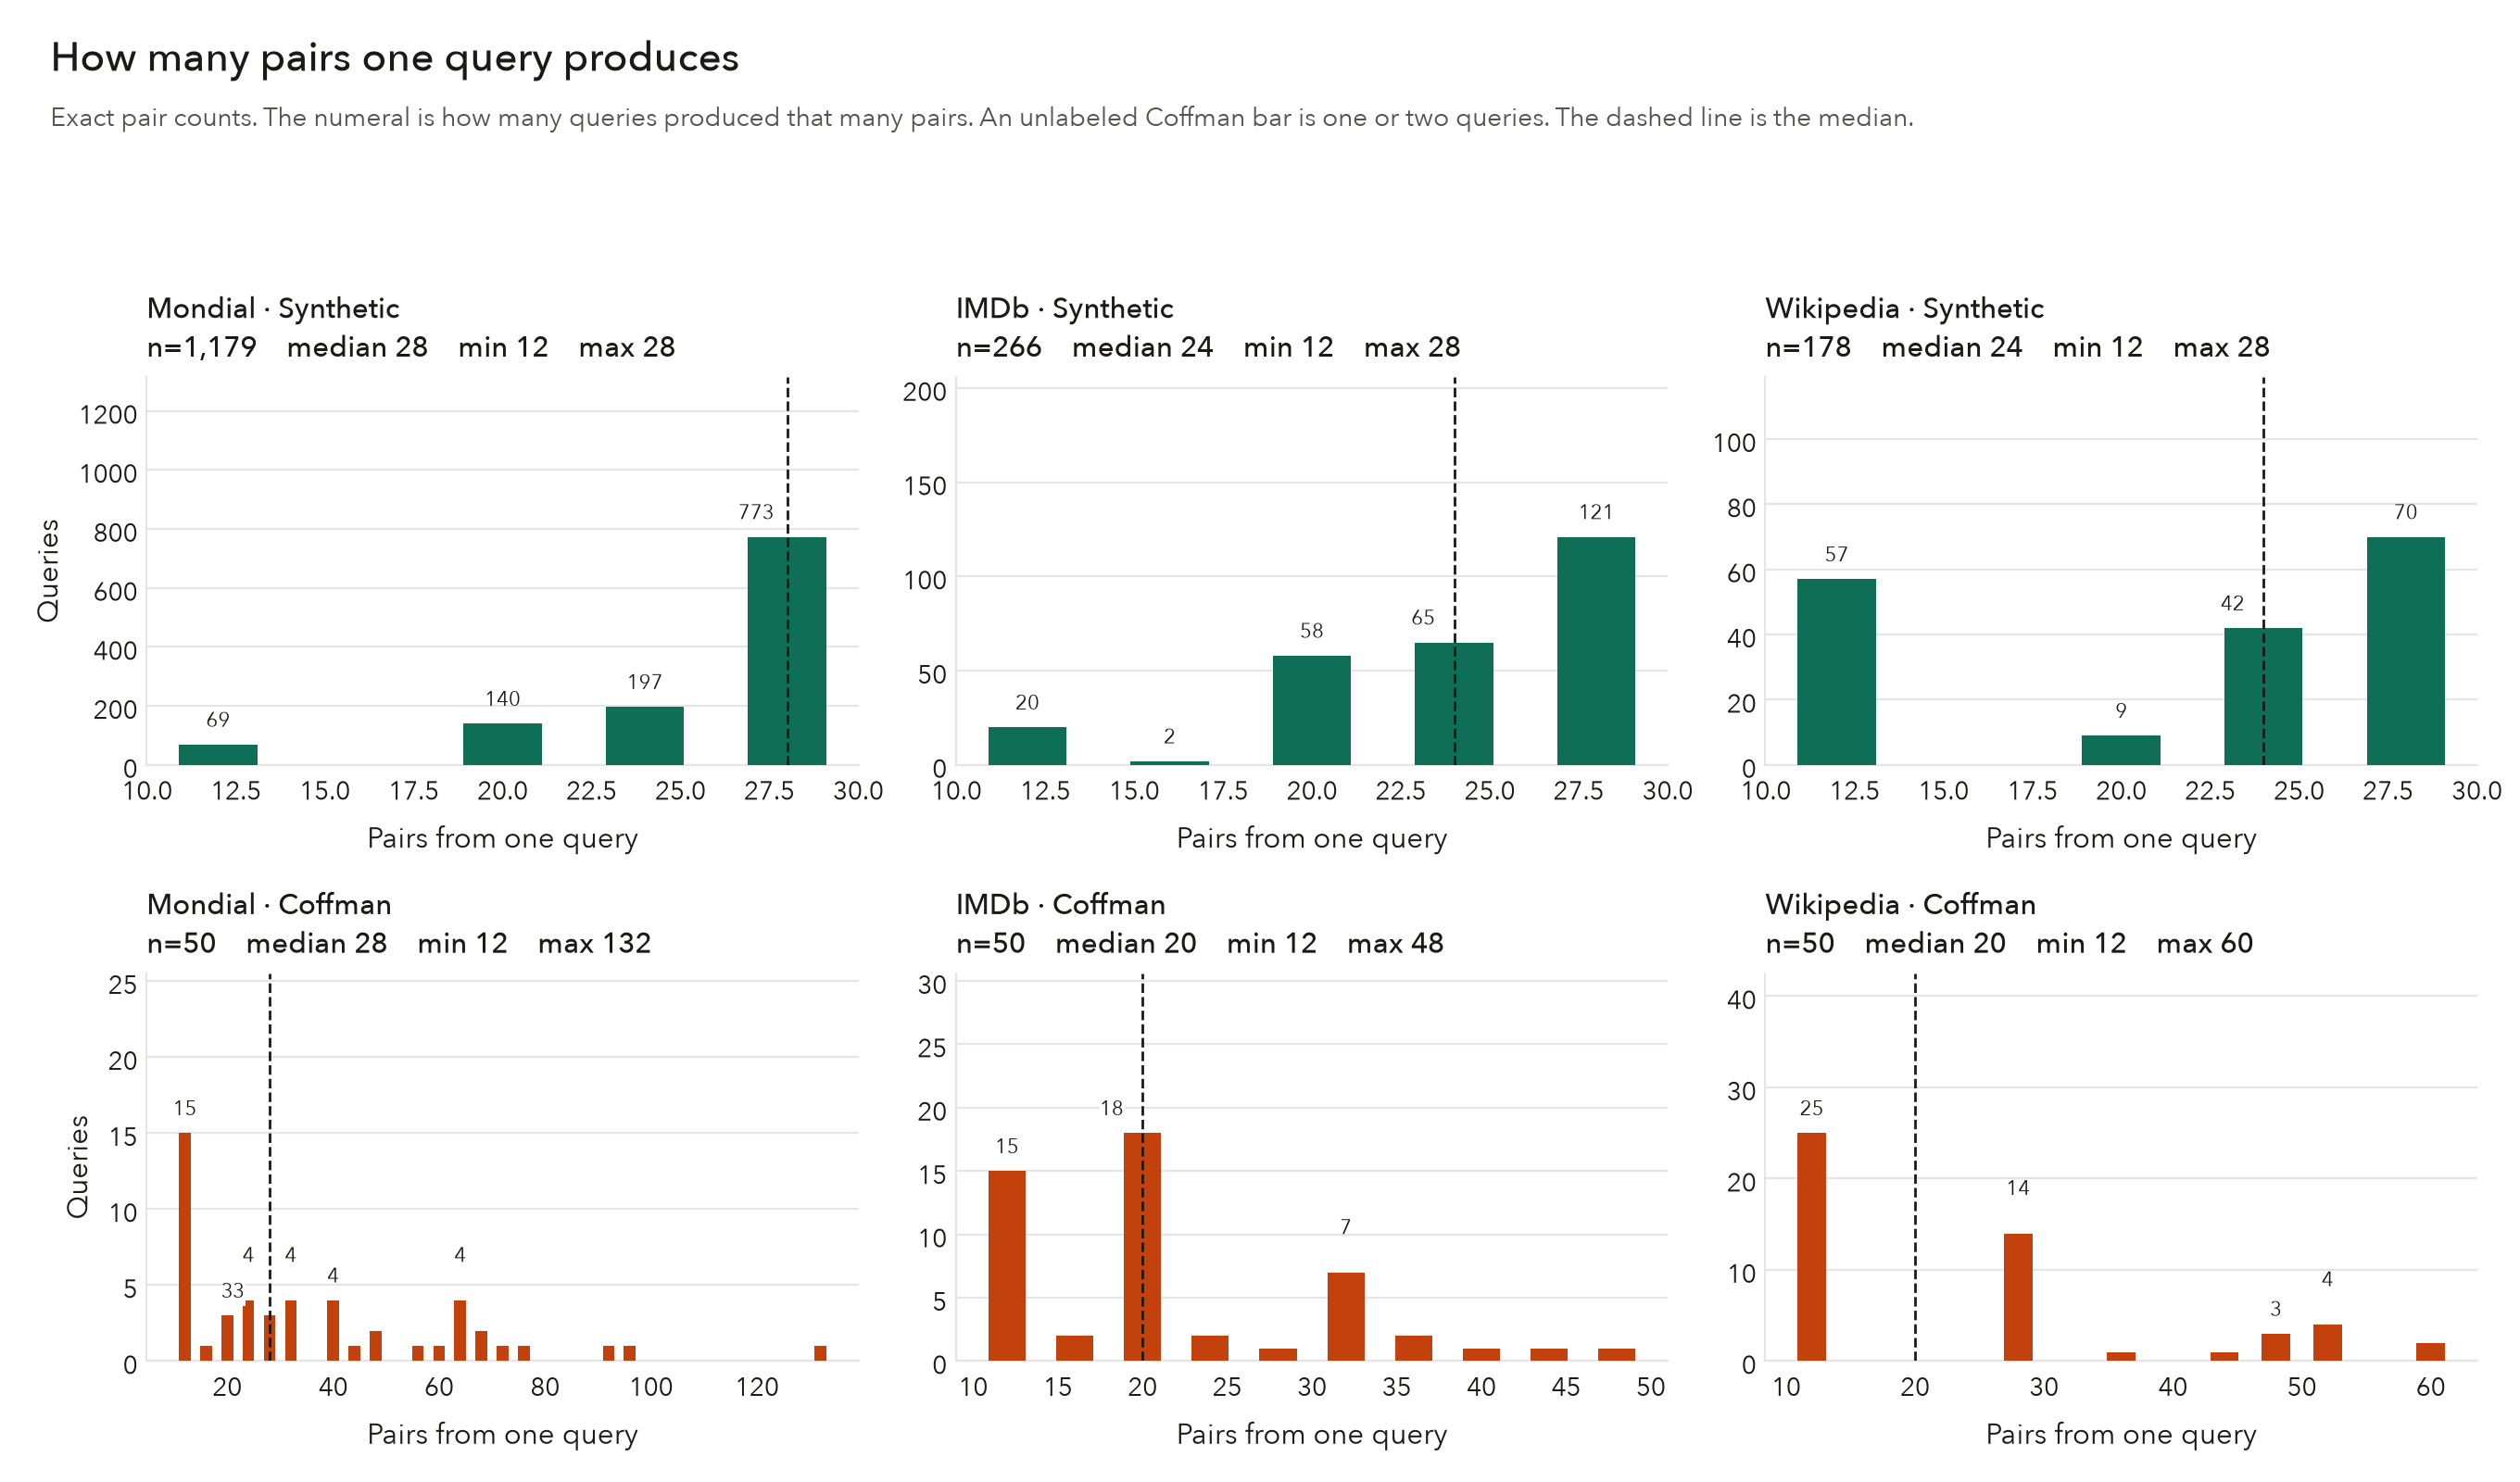 How many pairs one query produces
Exact pair counts. The numeral is how many queries produced that many pairs. An unlabeled Coffman bar is one or two queries. The dashed line is the median.
Mondial · Synthetic
n=1,179 median 28 min 12 max 28
Queries
1200
1000
800
600
400
200
0
69
140
197
773
10.0 12.5 15.0 17.5 20.0 22.5 25.0 27.5 30.0
Pairs from one query
IMDb · Synthetic
n=266 median 24 min 12 max 28
200
150
100
50
0
20
2
58
65
121
10.0 12.5 15.0 17.5 20.0 22.5 25.0 27.5 30.0
Pairs from one query
Wikipedia · Synthetic
n=178 median 24 min 12 max 28
100
80
60
40
20
0
57
9
42
70
10.0 12.5 15.0 17.5 20.0 22.5 25.0 27.5 30.0
Pairs from one query
Mondial · Coffman
n=50 median 28 min 12 max 132
Queries
25
20
15
10
5
0
15
33
4
4
4
4
20 40 60 80 100 120
Pairs from one query
IMDb · Coffman
n=50 median 20 min 12 max 48
30
25
20
15
10
5
0
15
18
7
10 15 20 25 30 35 40 45 50
Pairs from one query
Wikipedia · Coffman
n=50 median 20 min 12 max 60
40
30
20
10
0
25
14
3
4
10 20 30 40 50 60
Pairs from one query